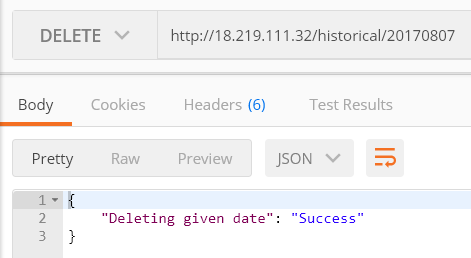 DELETE http://18.219.111.32/historical/20170807
Body Cookies Headers (6) Test Results
Pretty Raw Preview JSON
1 {
2 "Deleting given date": "Success"
3 }